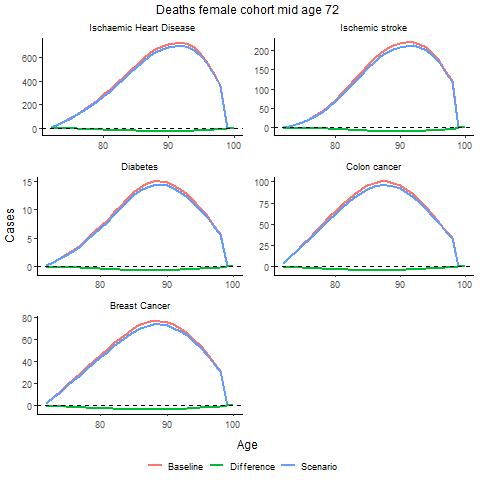 Deaths female cohort mid age 72
Ischaemic Heart Disease
Ischemic stroke
600
400
200
0
80 90 100
200
150
100
50
0
80 90 100
Diabetes
Colon cancer
15
10
5
0
80 90 100
100
75
50
25
0
80 90 100
Cases
Breast Cancer
80
60
40
20
0
80 90 100
Age
Baseline Difference Scenario